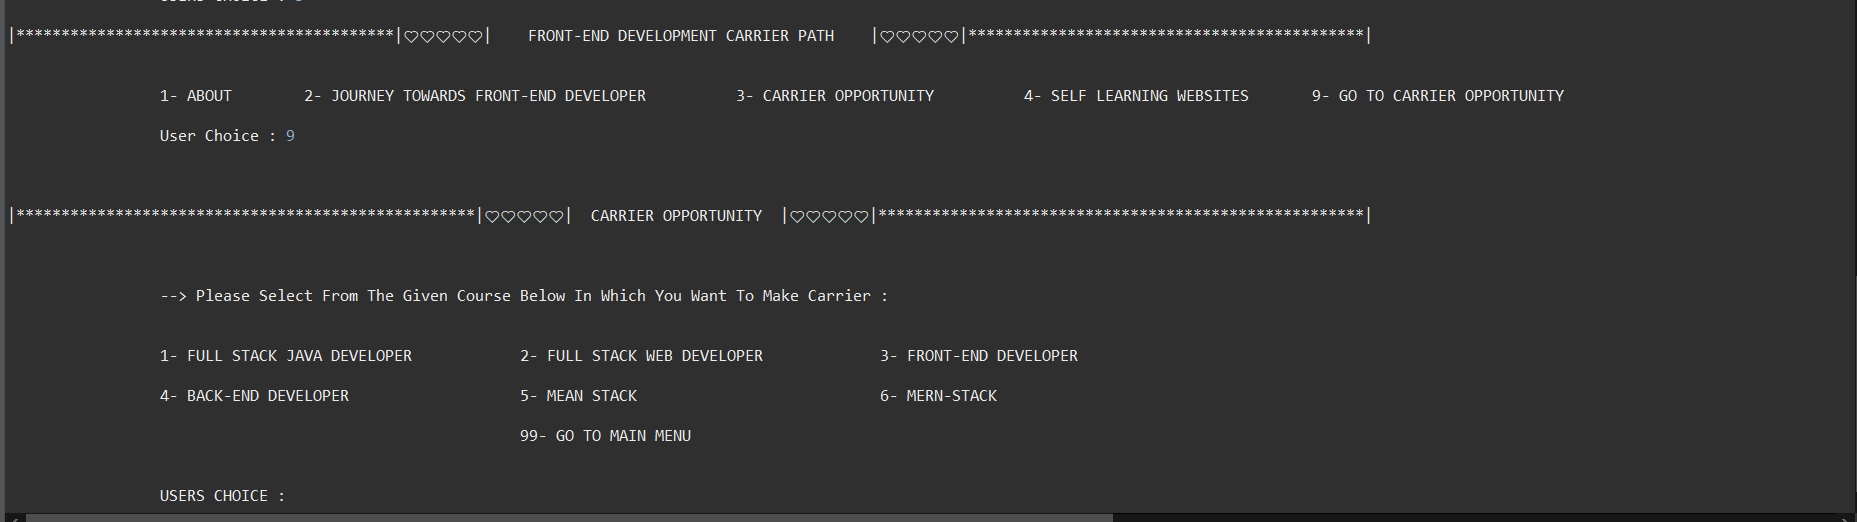 |******************************************|♡♡♡♡♡|    FRONT-END DEVELOPMENT CARRIER PATH    |♡♡♡♡♡|********************************************|
1- ABOUT        2- JOURNEY TOWARDS FRONT-END DEVELOPER          3- CARRIER OPPORTUNITY          4- SELF LEARNING WEBSITES       9- GO TO CARRIER OPPORTUNITY
User Choice : 9
|***************************************************|♡♡♡♡♡|  CARRIER OPPORTUNITY  |♡♡♡♡♡|******************************************************|
--> Please Select From The Given Course Below In Which You Want To Make Carrier :
1- FULL STACK JAVA DEVELOPER            2- FULL STACK WEB DEVELOPER             3- FRONT-END DEVELOPER
4- BACK-END DEVELOPER                   5- MEAN STACK                           6- MERN-STACK
99- GO TO MAIN MENU
USERS CHOICE :